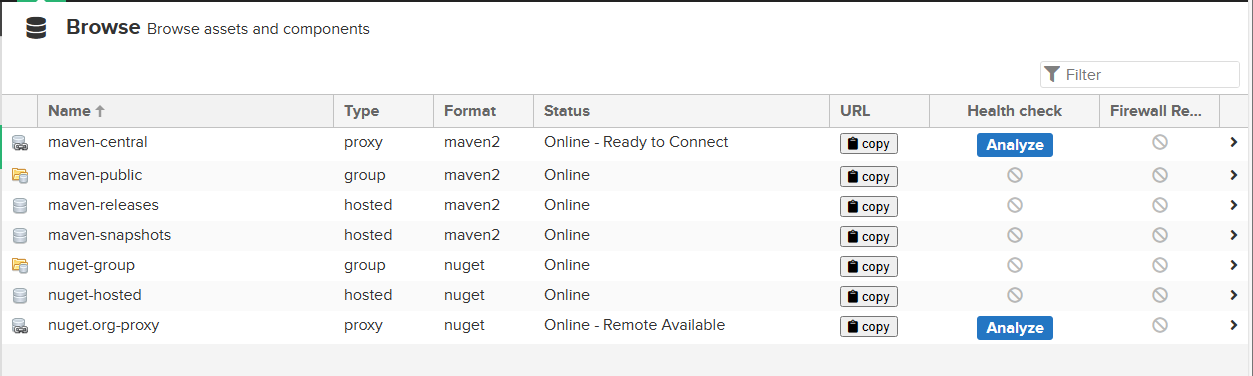 Browse Browse assets and components
Filter
Name Type Format Status URL Health check Firewall Re...
maven-central proxy maven2 Online - Ready to Connect copy Analyze
maven-public group maven2 Online copy
maven-releases hosted maven2 Online copy
maven-snapshots hosted maven2 Online copy
nuget-group group nuget Online copy
nuget-hosted hosted nuget Online copy
nuget.org-proxy proxy nuget Online - Remote Available copy Analyze